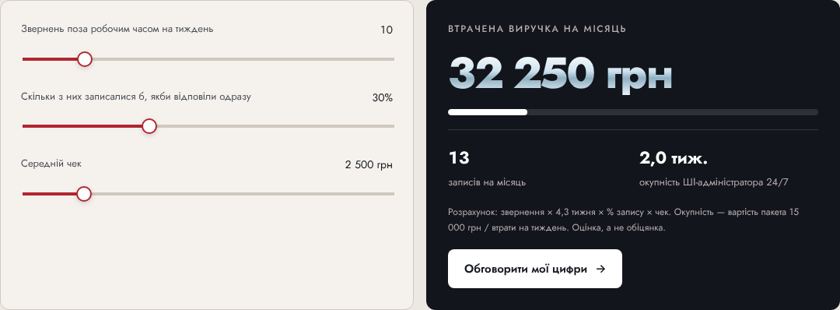 Звернень поза робочим часом на тиждень
10
Скільки з них записалися б, якби відповіли одразу
30%
Середній чек
2 500 грн
ВТРАЧЕНА ВИРУЧКА НА МІСЯЦЬ
32 250 грн
13
записів на місяць
2,0 тиж.
окупність ШІ-адміністратора 24/7
Розрахунок: звернення × 4,3 тижня × % запису × чек. Окупність — вартість пакета 15
000 грн / втрати на тиждень. Оцінка, а не обіцянка.
Обговорити мої цифри →